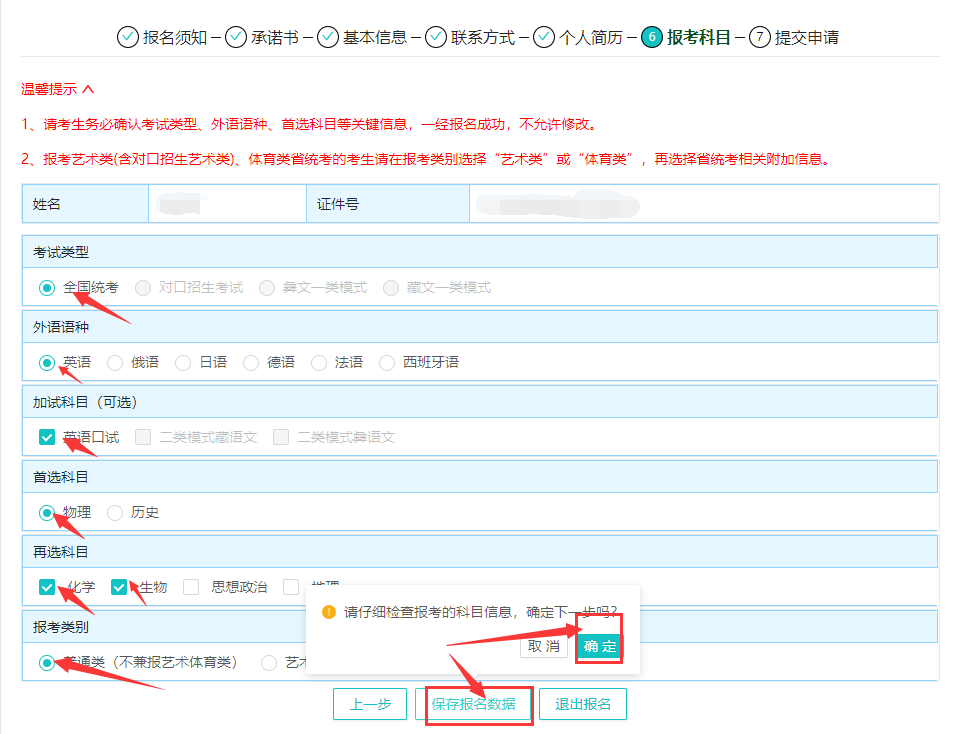 报名须知 承诺书 基本信息 联系方式 个人简历 6 报考科目 7 提交申请
温馨提示
1、请考生务必确认考试类型、外语语种、首选科目等关键信息，一经报名成功，不允许修改。
2、报考艺术类(含对口招生艺术类)、体育类省统考的考生请在报考类别选择“艺术类”或“体育类”，再选择省统考相关附加信息。
姓名 证件号
考试类型
全国统考 对口招生考试 彝文一类模式 藏文一类模式
外语语种
英语 俄语 日语 德语 法语 西班牙语
加试科目（可选）
英语口试 二类模式藏语文 二类模式彝语文
首选科目
物理 历史
再选科目
化学 生物 思想政治 地理
请仔细检查报考的科目信息，确定下一步吗?
报考类别
取消 确定
普通类（不兼报艺术体育类） 艺术
上一步 保存报名数据 退出报名